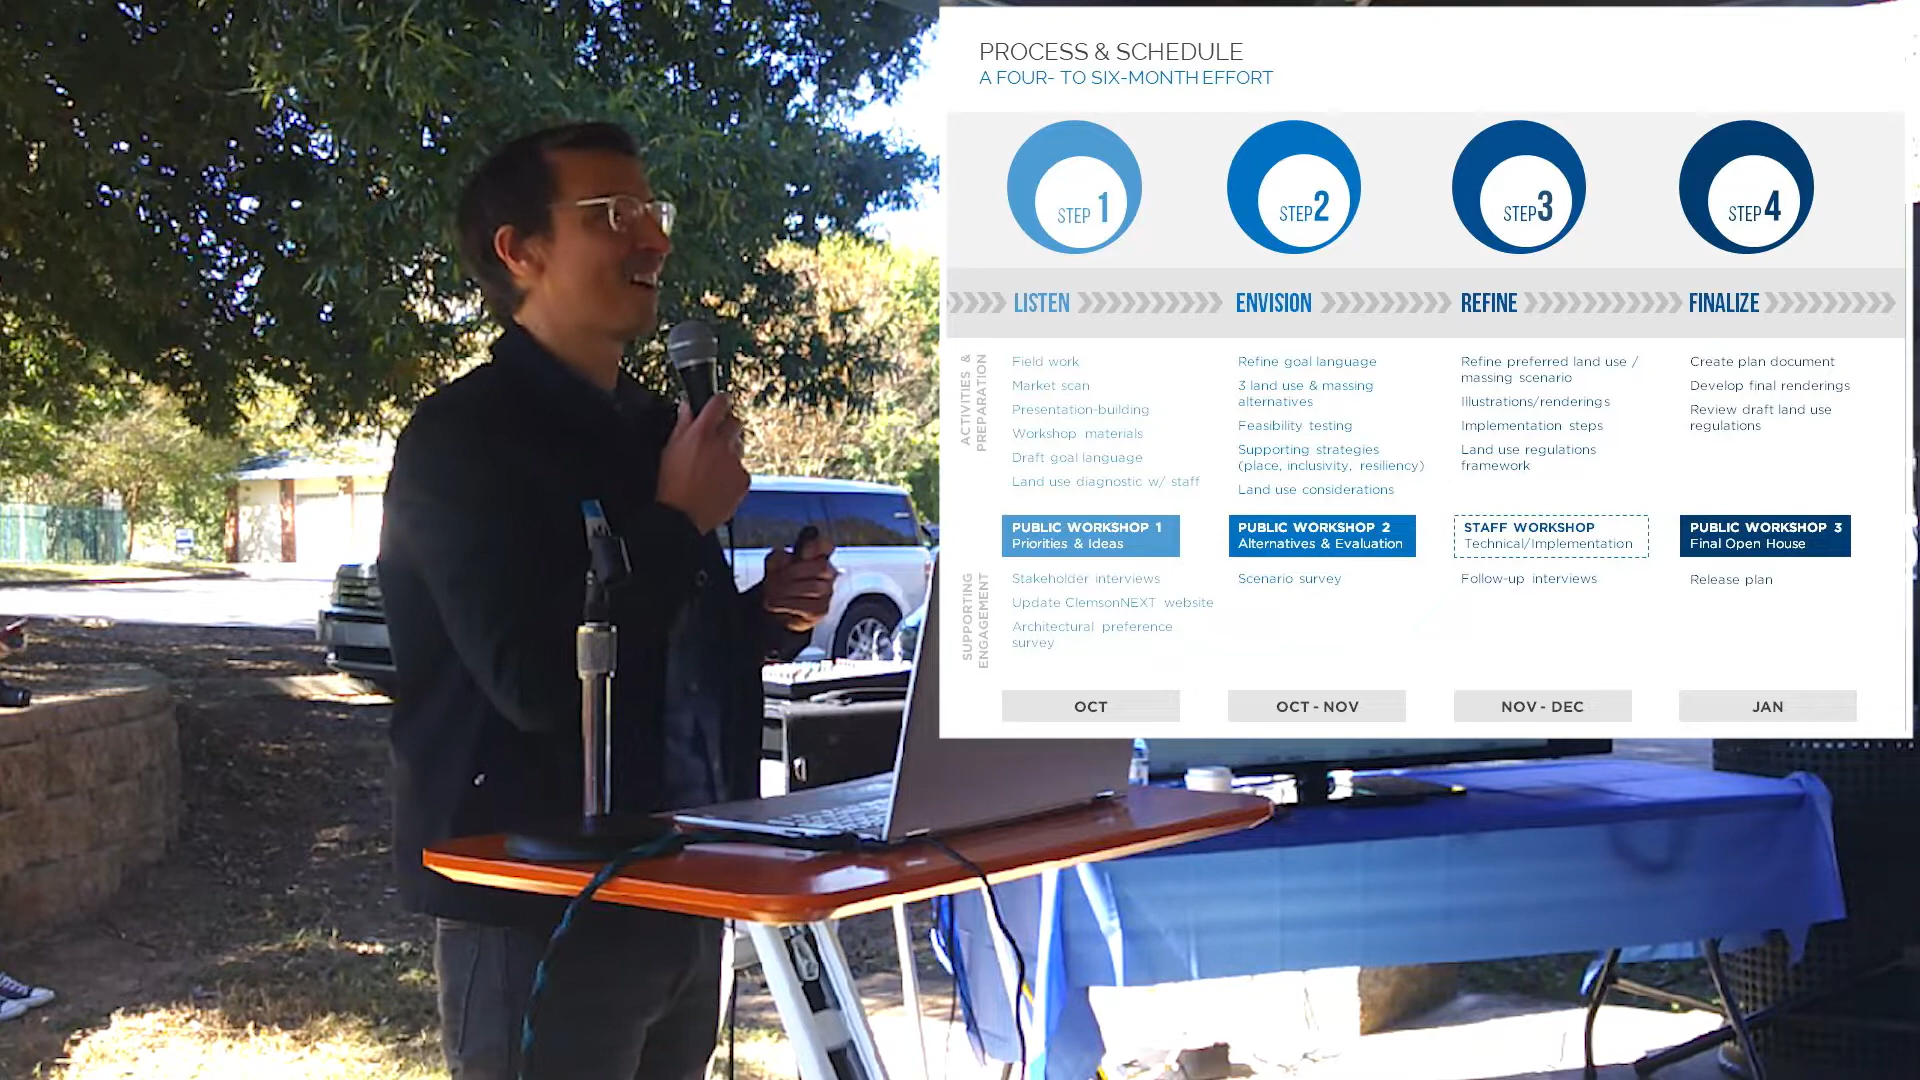 PROCESS & SCHEDULE
A FOUR- TO SIX-MONTH EFFORT
STEP 1
STEP 2
STEP 3
STEP 4
LISTEN
ENVISION
REFINE
FINALIZE
ACTIVITIES &
PREPARATION
Field work
Market scan
Presentation-building
Workshop materials
Draft goal language
Land use diagnostic w/ staff
Refine goal language
3 land use & massing
alternatives
Feasibility testing
Supporting strategies
(place, inclusivity, resiliency)
Land use considerations
Refine preferred land use /
massing scenario
Illustrations/renderings
Implementation steps
Land use regulations
framework
Create plan document
Develop final renderings
Review draft land use
regulations
PUBLIC WORKSHOP 1
Priorities & Ideas
PUBLIC WORKSHOP 2
Alternatives & Evaluation
STAFF WORKSHOP
Technical/Implementation
PUBLIC WORKSHOP 3
Final Open House
SUPPORTING
ENGAGEMENT
Stakeholder interviews
Update ClemsonNEXT website
Architectural preference
survey
Scenario survey
Follow-up interviews
Release plan
OCT
OCT - NOV
NOV - DEC
JAN